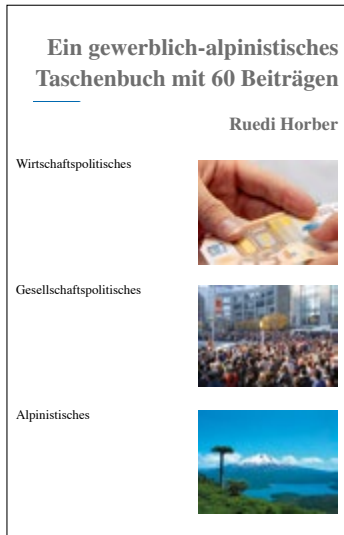 Ein gewerblich-alpinistisches
Taschenbuch mit 60 Beiträgen
Ruedi Horber
Wirtschaftspolitisches
Gesellschaftspolitisches
Alpinistisches